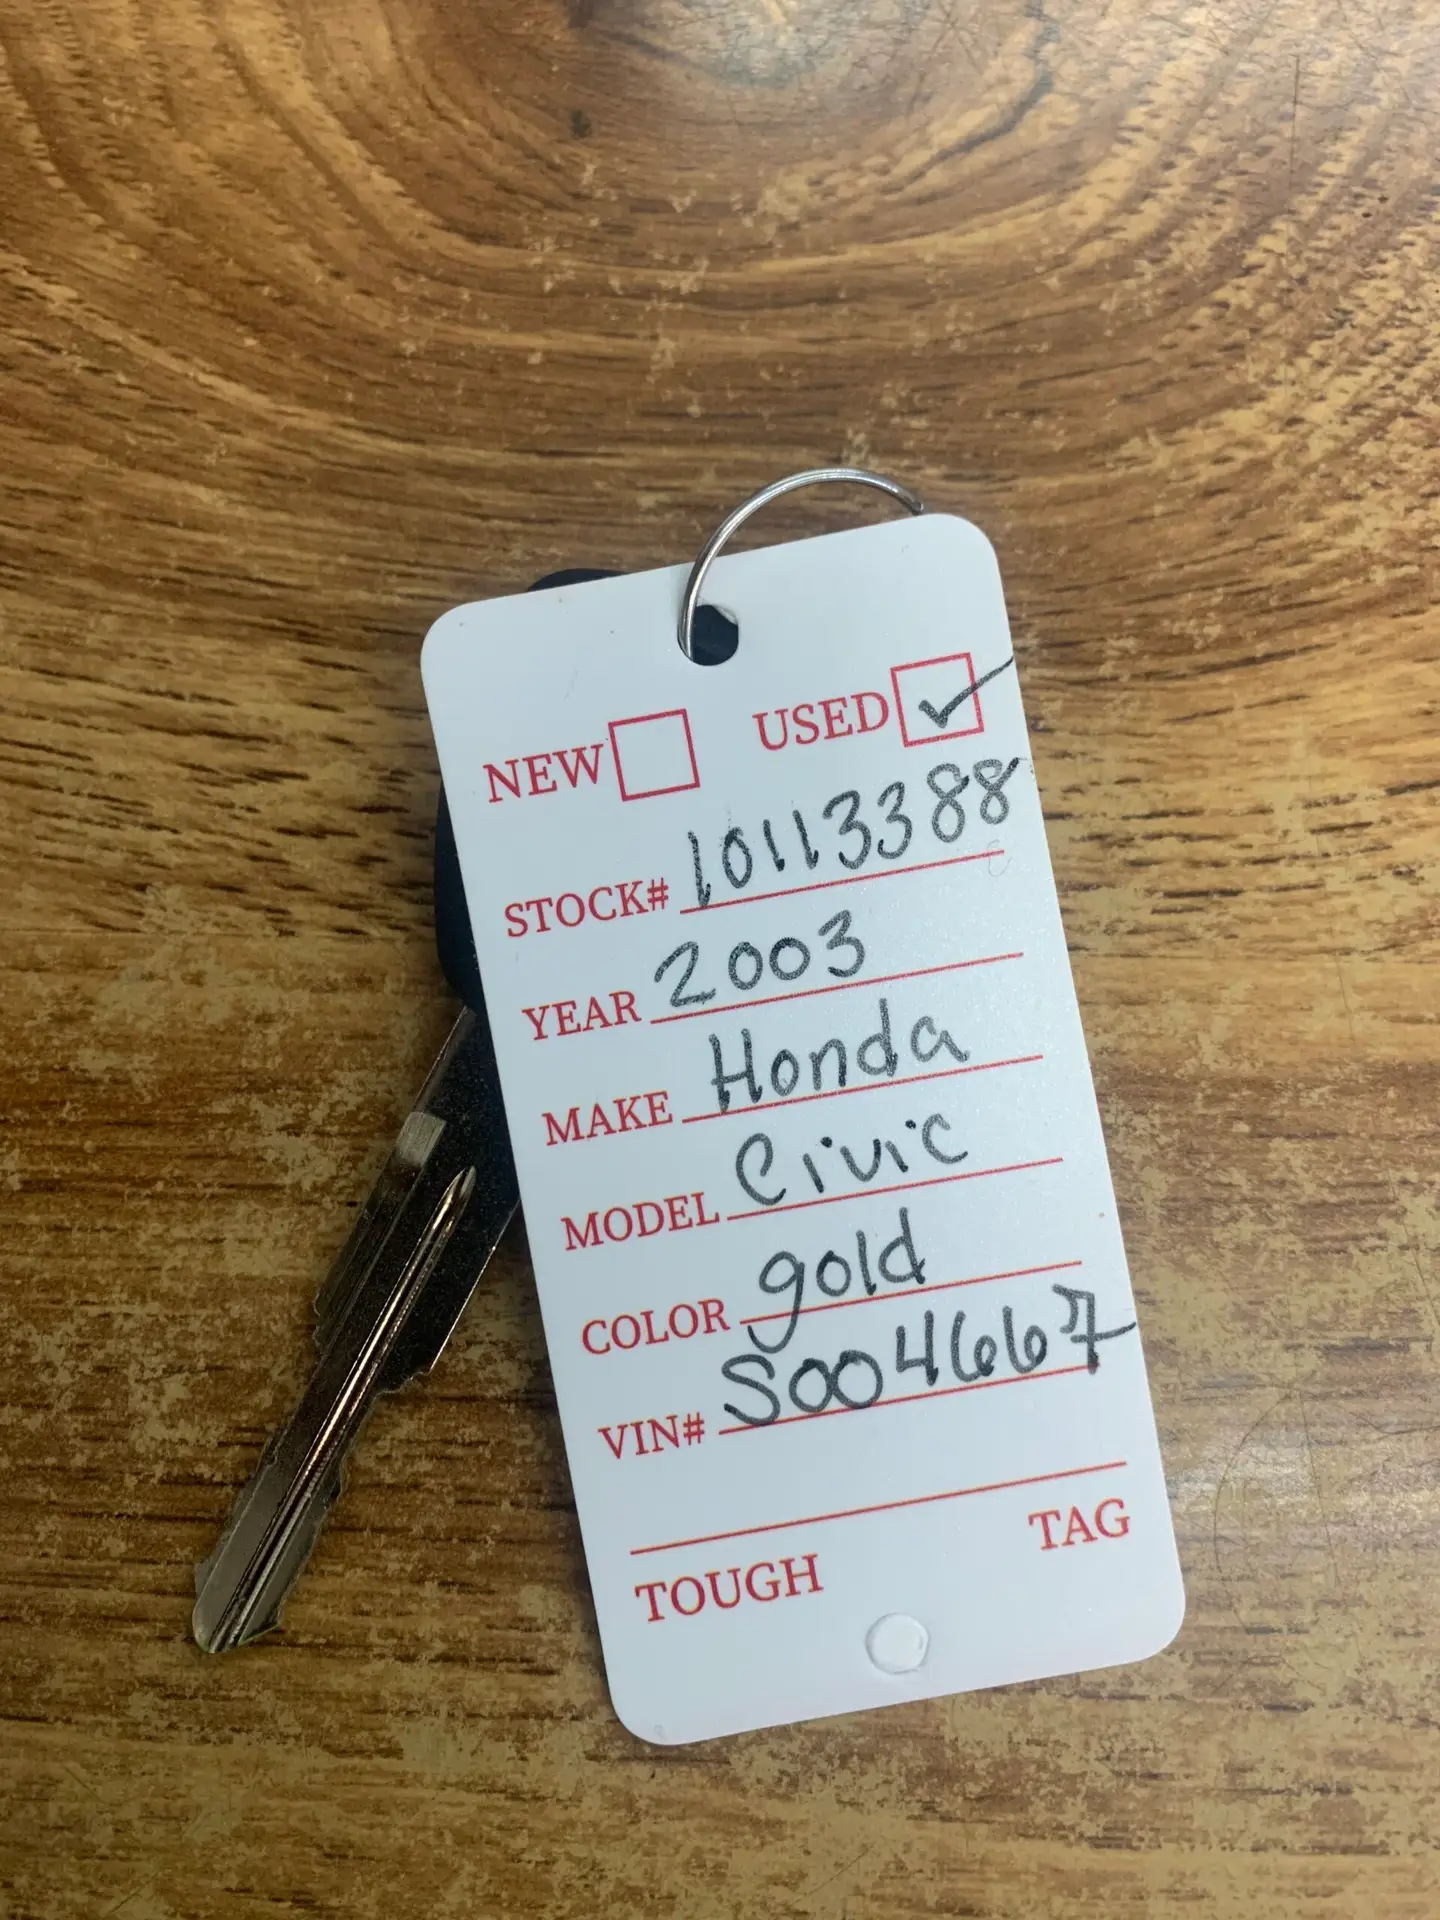 NEW USED ✓
STOCK# 10113388
YEAR 2003
MAKE Honda
MODEL Civic
COLOR gold
VIN# S004667
TOUGH TAG